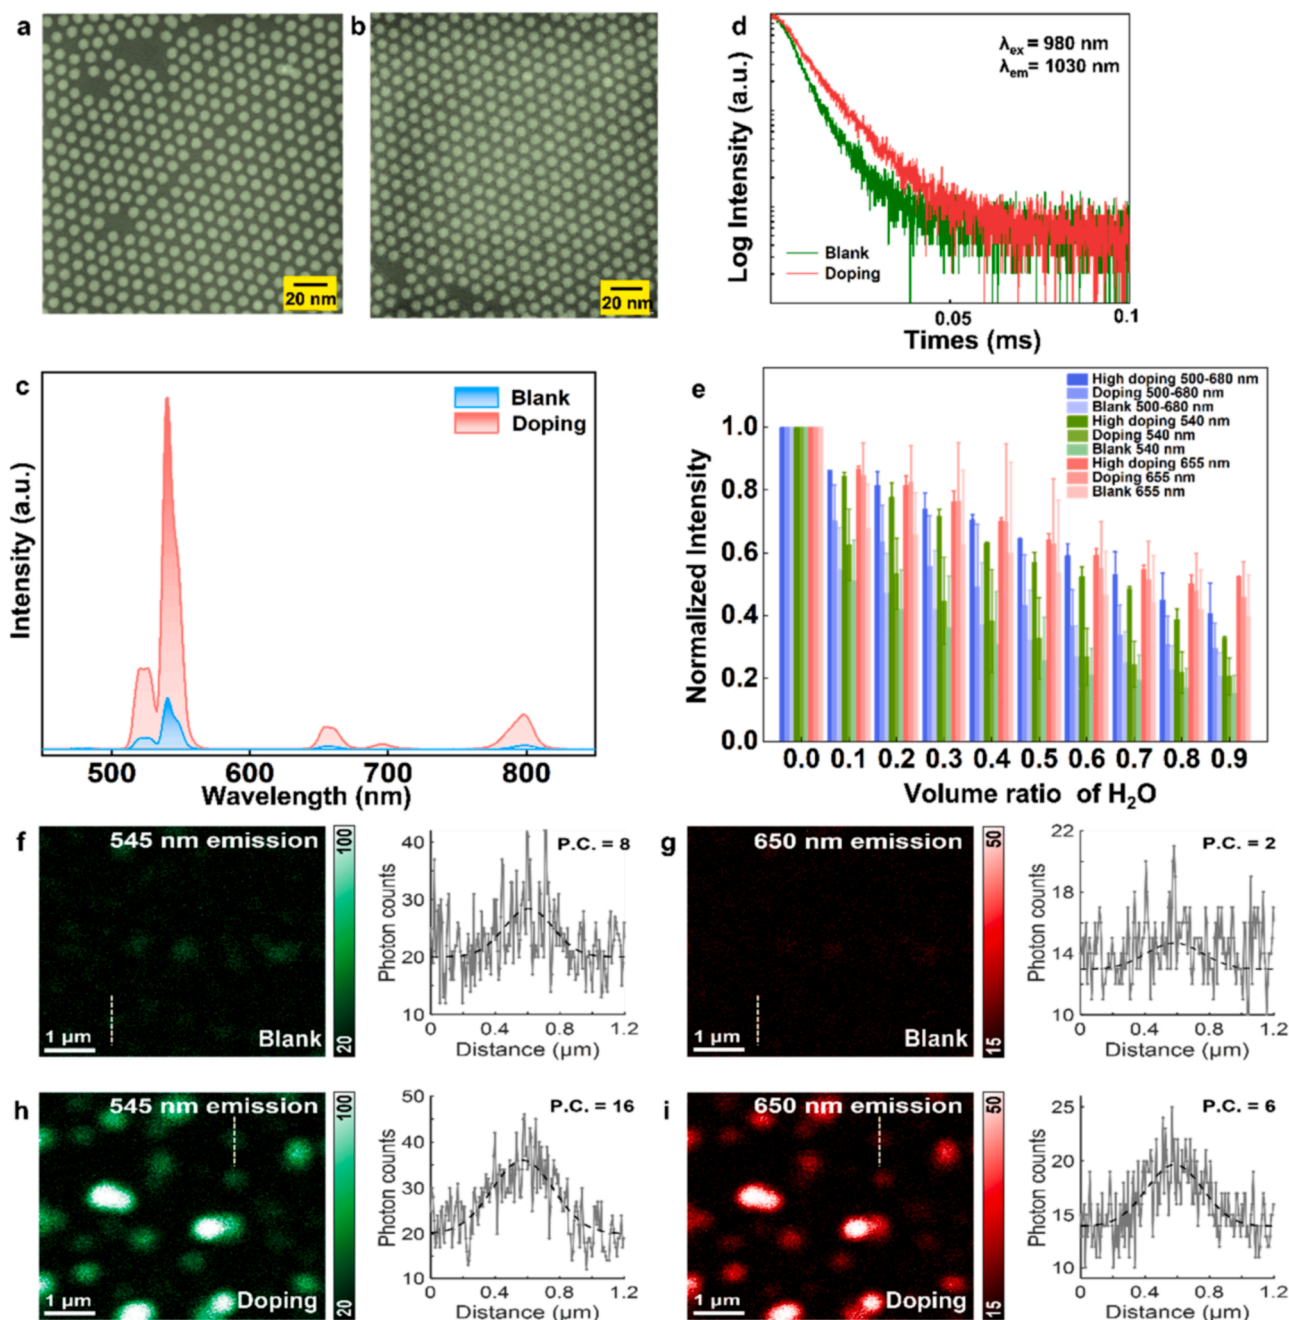 a
20 nm
b
20 nm
d
λex = 980 nm
λem= 1030 nm
Log Intensity (a.u.)
Blank
Doping
0.05
0.1
Times (ms)
c
Intensity (a.u.)
Blank
Doping
500
600
700
800
Wavelength (nm)
e
Normalized Intensity
1.0
0.8
0.6
0.4
0.2
0.0
High doping 500-680 nm
Doping 500-680 nm
Blank 500-680 nm
High doping 540 nm
Doping 540 nm
Blank 540 nm
High doping 655 nm
Doping 655 nm
Blank 655 nm
0.0 0.1 0.2 0.3 0.4 0.5 0.6 0.7 0.8 0.9
Volume ratio of H2O
f
545 nm emission
1 µm
Blank
100
20
Photon counts
40
30
20
10
P.C. = 8
0 0.4 0.8 1.2
Distance (µm)
g
650 nm emission
1 µm
Blank
50
15
Photon counts
22
18
14
10
P.C. = 2
0 0.4 0.8 1.2
Distance (µm)
h
545 nm emission
1 µm
Doping
100
20
Photon counts
50
40
30
20
10
P.C. = 16
0 0.4 0.8 1.2
Distance (µm)
i
650 nm emission
1 µm
Doping
50
15
Photon counts
25
20
15
10
P.C. = 6
0 0.4 0.8 1.2
Distance (µm)